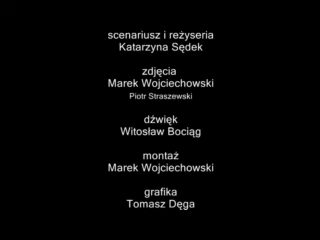 scenariusz i reżyseria
Katarzyna Sędek
zdjęcia
Marek Wojciechowski
Piotr Straszewski
dźwięk
Witosław Bociąg
montaż
Marek Wojciechowski
grafika
Tomasz Dęga